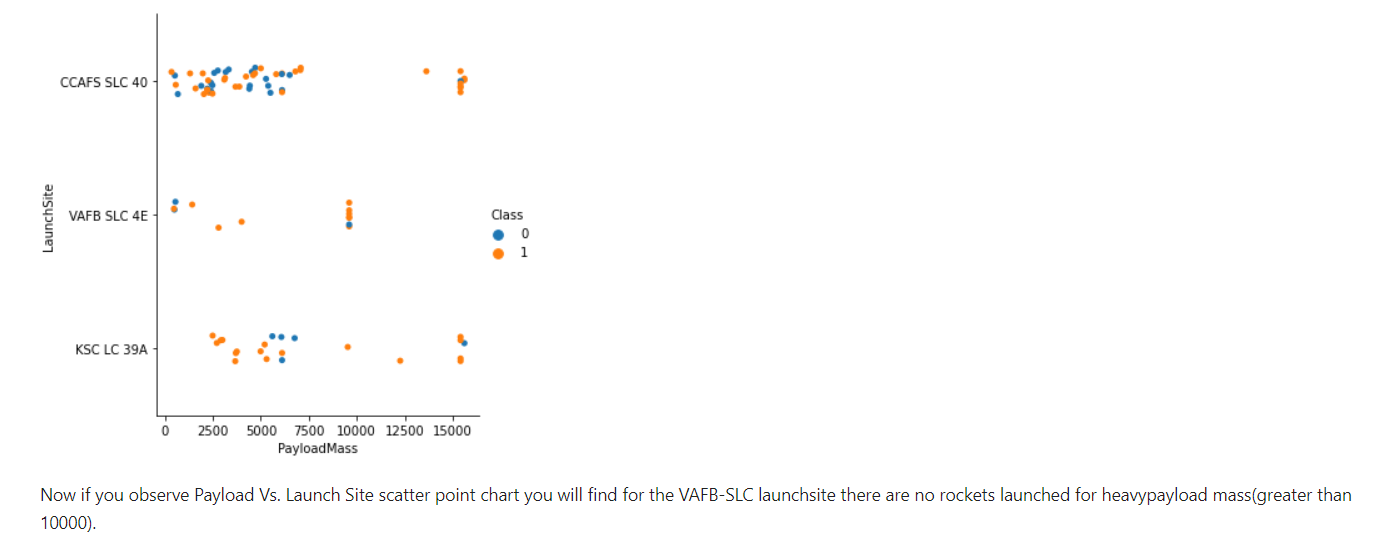 CCAFS SLC 40
VAFB SLC 4E
KSC LC 39A
LaunchSite
0 2500 5000 7500 10000 12500 15000
PayloadMass
Class
0
1
Now if you observe Payload Vs. Launch Site scatter point chart you will find for the VAFB-SLC launchsite there are no rockets launched for heavypayload mass(greater than
10000).